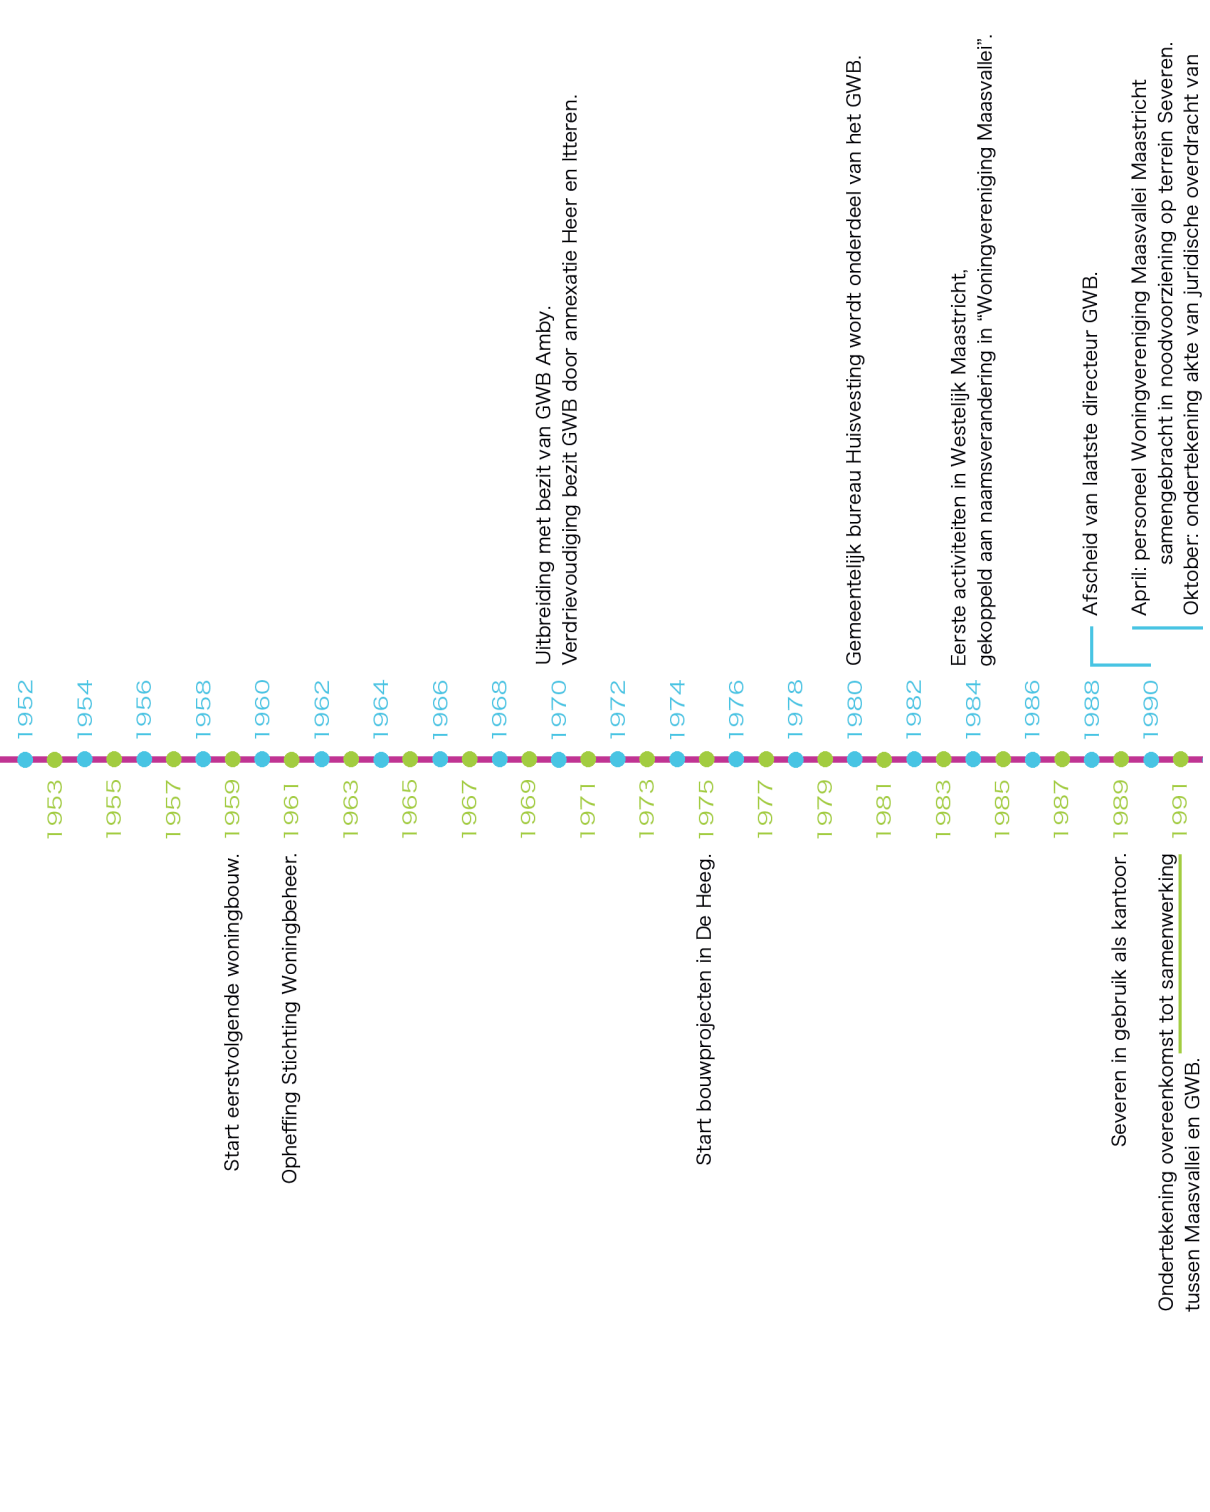 1952
1954
1956
1958
1960
1962
1964
1966
1968
1970
1972
1974
1976
1978
1980
1982
1984
1986
1988
1990
1953
1955
1957
1959
1961
1963
1965
1967
1969
1971
1973
1975
1977
1979
1981
1983
1985
1987
1989
1991
Uitbreiding met bezit van GWB Amby.
Verdrievoudiging bezit GWB door annexatie Heer en Itteren.
Gemeentelijk bureau Huisvesting wordt onderdeel van het GWB.
Eerste activiteiten in Westelijk Maastricht,
gekoppeld aan naamsverandering in “Woningvereniging Maasvallei”.
Afscheid van laatste directeur GWB.
April: personeel Woningvereniging Maasvallei Maastricht
samengebracht in noodvoorziening op terrein Severen.
Oktober: ondertekening akte van juridische overdracht van
Start eerstvolgende woningbouw.
Opheffing Stichting Woningbeheer.
Start bouwprojecten in De Heeg.
Severen in gebruik als kantoor.
Ondertekening overeenkomst tot samenwerking
tussen Maasvallei en GWB.